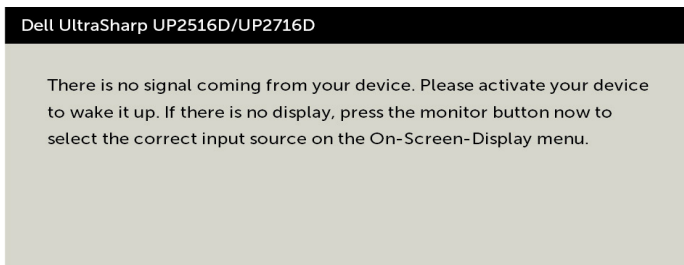 Dell UltraSharp UP2516D/UP2716D
There is no signal coming from your device. Please activate your device
to wake it up. If there is no display, press the monitor button now to
select the correct input source on the On-Screen-Display menu.